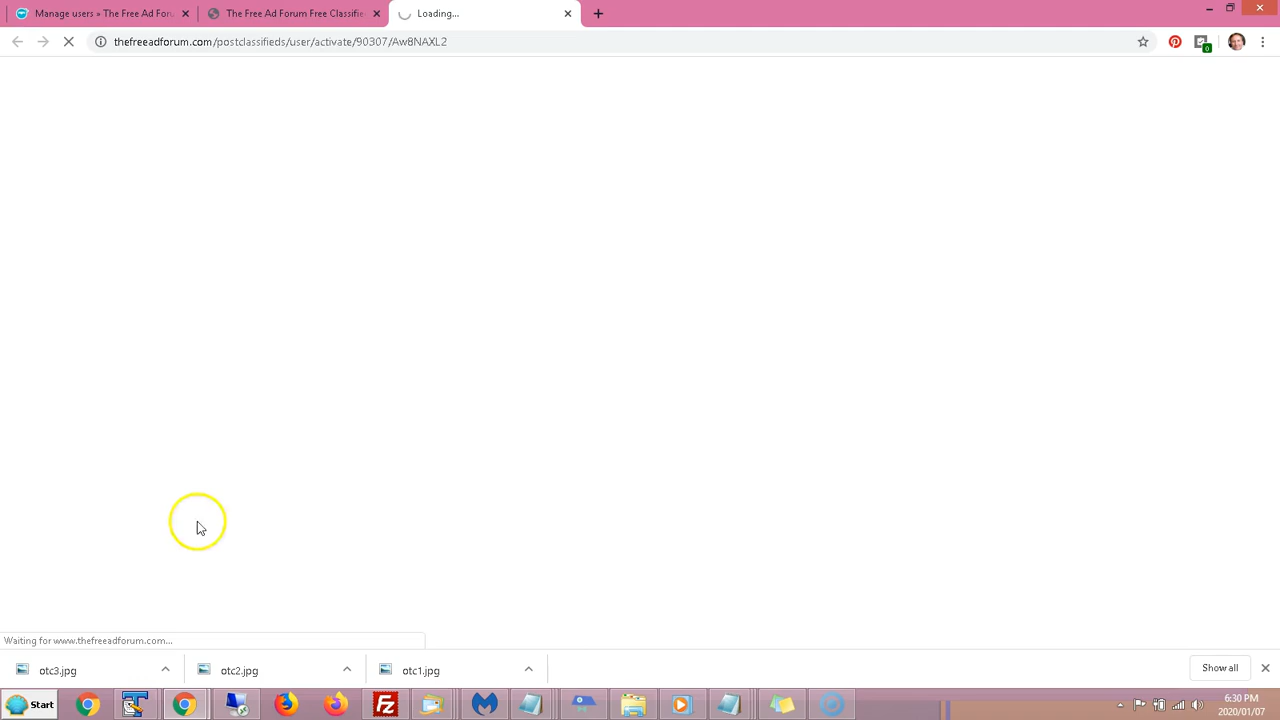 Manage users » The Free Ad Foru
The Free Ad Forum Free Classifie
Loading...
thefreeadforum.com/postclassifieds/user/activate/90307/Aw8NAXL2
0
Waiting for www.thefreeadforum.com...
otc3.jpg
otc2.jpg
otc1.jpg
Show all
Start
6:30 PM
2020/01/07